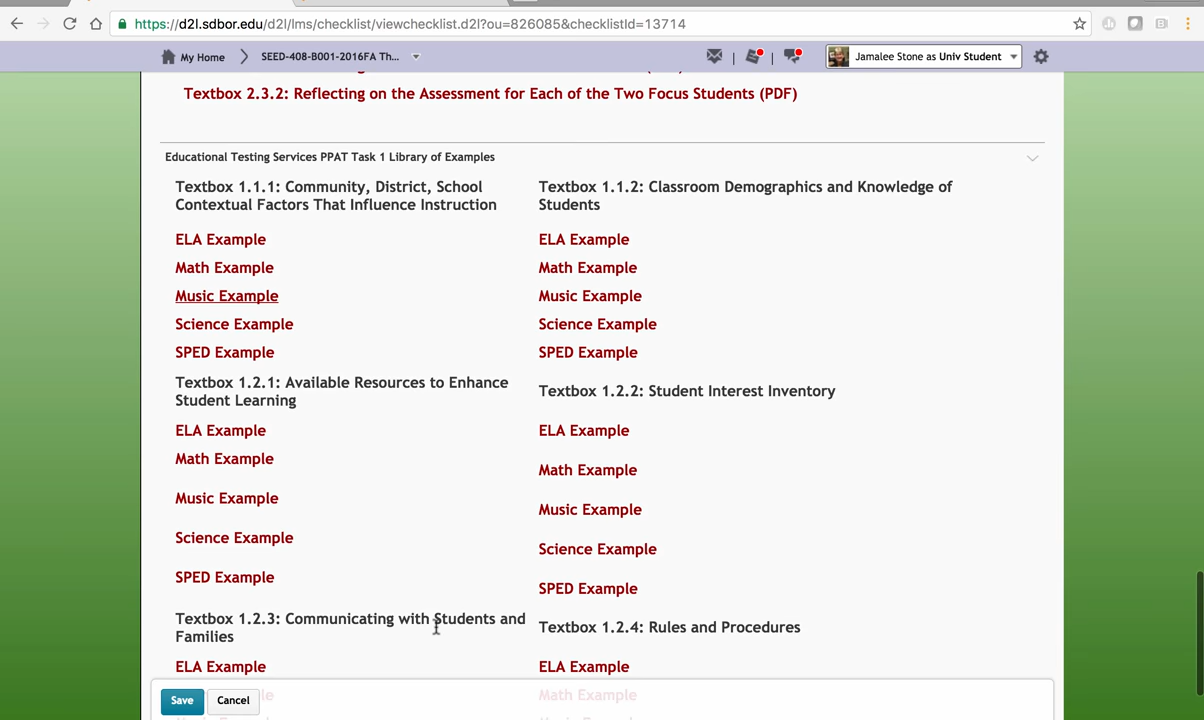 https://d2l.sdbor.edu/d2l/lms/checklist/viewchecklist.d2l?ou=826085&checklistId=13714
My Home
SEED-408-B001-2016FA Th...
Jamalee Stone as Univ Student
Textbox 2.3.2: Reflecting on the Assessment for Each of the Two Focus Students (PDF)
Educational Testing Services PPAT Task 1 Library of Examples
Textbox 1.1.1: Community, District, School
Contextual Factors That Influence Instruction
ELA Example
Math Example
Music Example
Science Example
SPED Example
Textbox 1.1.2: Classroom Demographics and Knowledge of
Students
ELA Example
Math Example
Music Example
Science Example
SPED Example
Textbox 1.2.1: Available Resources to Enhance
Student Learning
ELA Example
Math Example
Music Example
Science Example
SPED Example
Textbox 1.2.2: Student Interest Inventory
ELA Example
Math Example
Music Example
Science Example
SPED Example
Textbox 1.2.3: Communicating with Students and
Families
ELA Example
Textbox 1.2.4: Rules and Procedures
ELA Example
Math Example
Save
Cancel